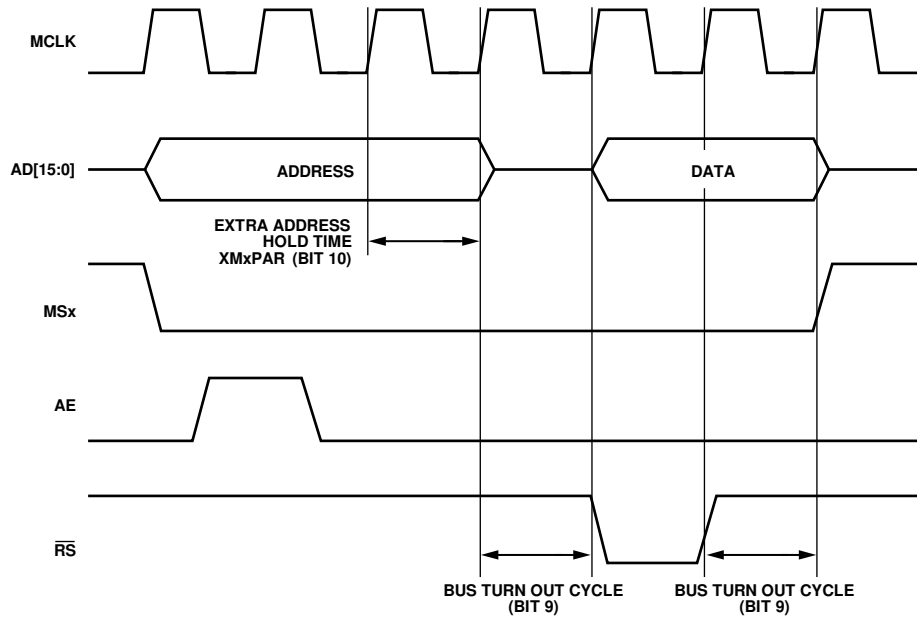 MCLK
AD[15:0]
ADDRESS
DATA
EXTRA ADDRESS
HOLD TIME
XMxPAR (BIT 10)
MSx
AE
RS
BUS TURN OUT CYCLE
(BIT 9)
BUS TURN OUT CYCLE
(BIT 9)